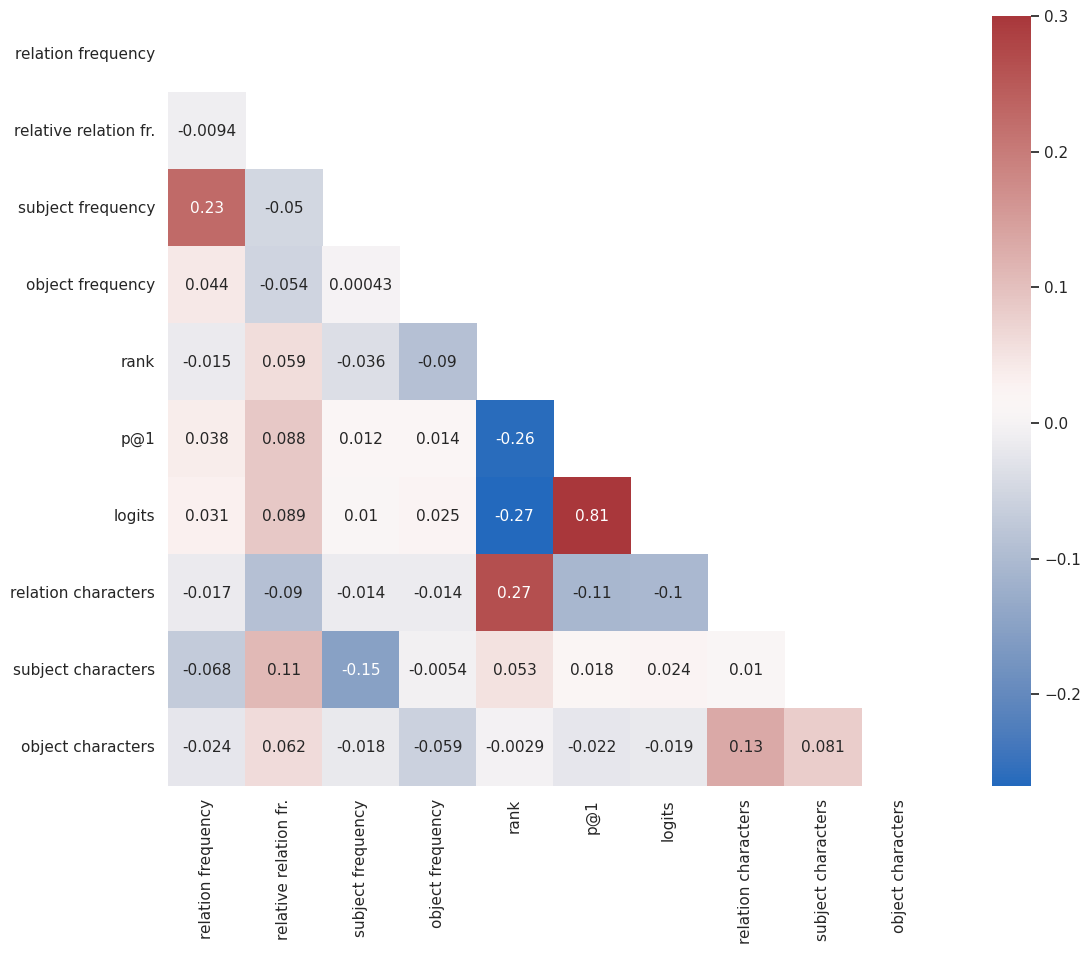 0.3
relation frequency
relative relation fr. -0.0094
0.2
subject frequency 0.23 -0.05
object frequency 0.044 -0.054 0.00043
0.1
rank -0.015 0.059 -0.036 -0.09
p@1 0.038 0.088 0.012 0.014 -0.26
0.0
logits 0.031 0.089 0.01 0.025 -0.27 0.81
−0.1
relation characters -0.017 -0.09 -0.014 -0.014 0.27 -0.11 -0.1
subject characters -0.068 0.11 -0.15 -0.0054 0.053 0.018 0.024 0.01
−0.2
object characters -0.024 0.062 -0.018 -0.059 -0.0029 -0.022 -0.019 0.13 0.081
relation frequency
relative relation fr.
subject frequency
object frequency
rank
p@1
logits
relation characters
subject characters
object characters